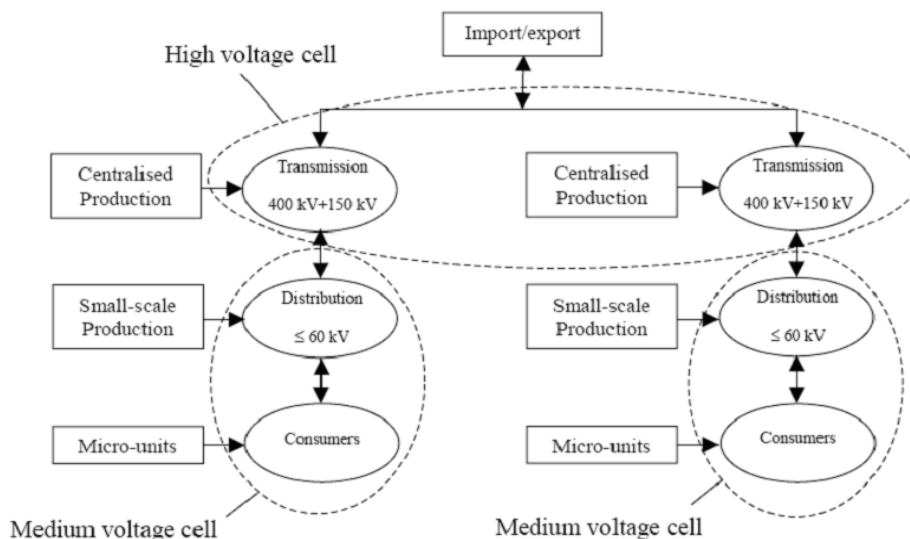 Import/export
High voltage cell
Centralised
Production
Transmission
400 kV+150 kV
Centralised
Production
Transmission
400 kV+150 kV
Small-scale
Production
Distribution
≤ 60 kV
Small-scale
Production
Distribution
≤ 60 kV
Micro-units
Consumers
Micro-units
Consumers
Medium voltage cell
Medium voltage cell